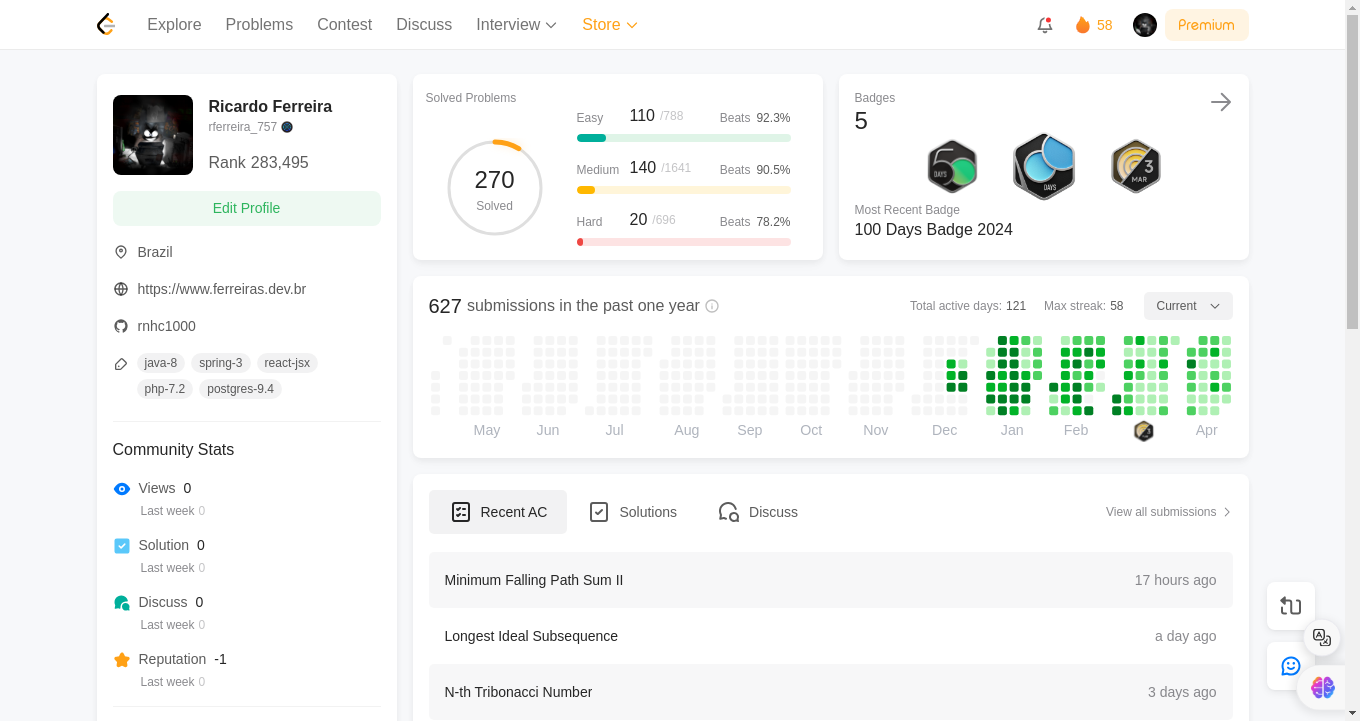 Explore Problems Contest Discuss Interview Store 58 Premium
Ricardo Ferreira
rferreira_757
Rank 283,495
Edit Profile
Brazil
https://www.ferreiras.dev.br
rnhc1000
java-8 spring-3 react-jsx
php-7.2 postgres-9.4
Community Stats
Views 0
Last week 0
Solution 0
Last week 0
Discuss 0
Last week 0
Reputation -1
Last week 0
Solved Problems
270
Solved
Easy 110 /788 Beats 92.3%
Medium 140 /1641 Beats 90.5%
Hard 20 /696 Beats 78.2%
Badges
5
50 DAYS
100 DAYS
3 MAR
Most Recent Badge
100 Days Badge 2024
627 submissions in the past one year
Total active days: 121 Max streak: 58 Current
May Jun Jul Aug Sep Oct Nov Dec Jan Feb Apr
Recent AC Solutions Discuss View all submissions
Minimum Falling Path Sum II 17 hours ago
Longest Ideal Subsequence a day ago
N-th Tribonacci Number 3 days ago